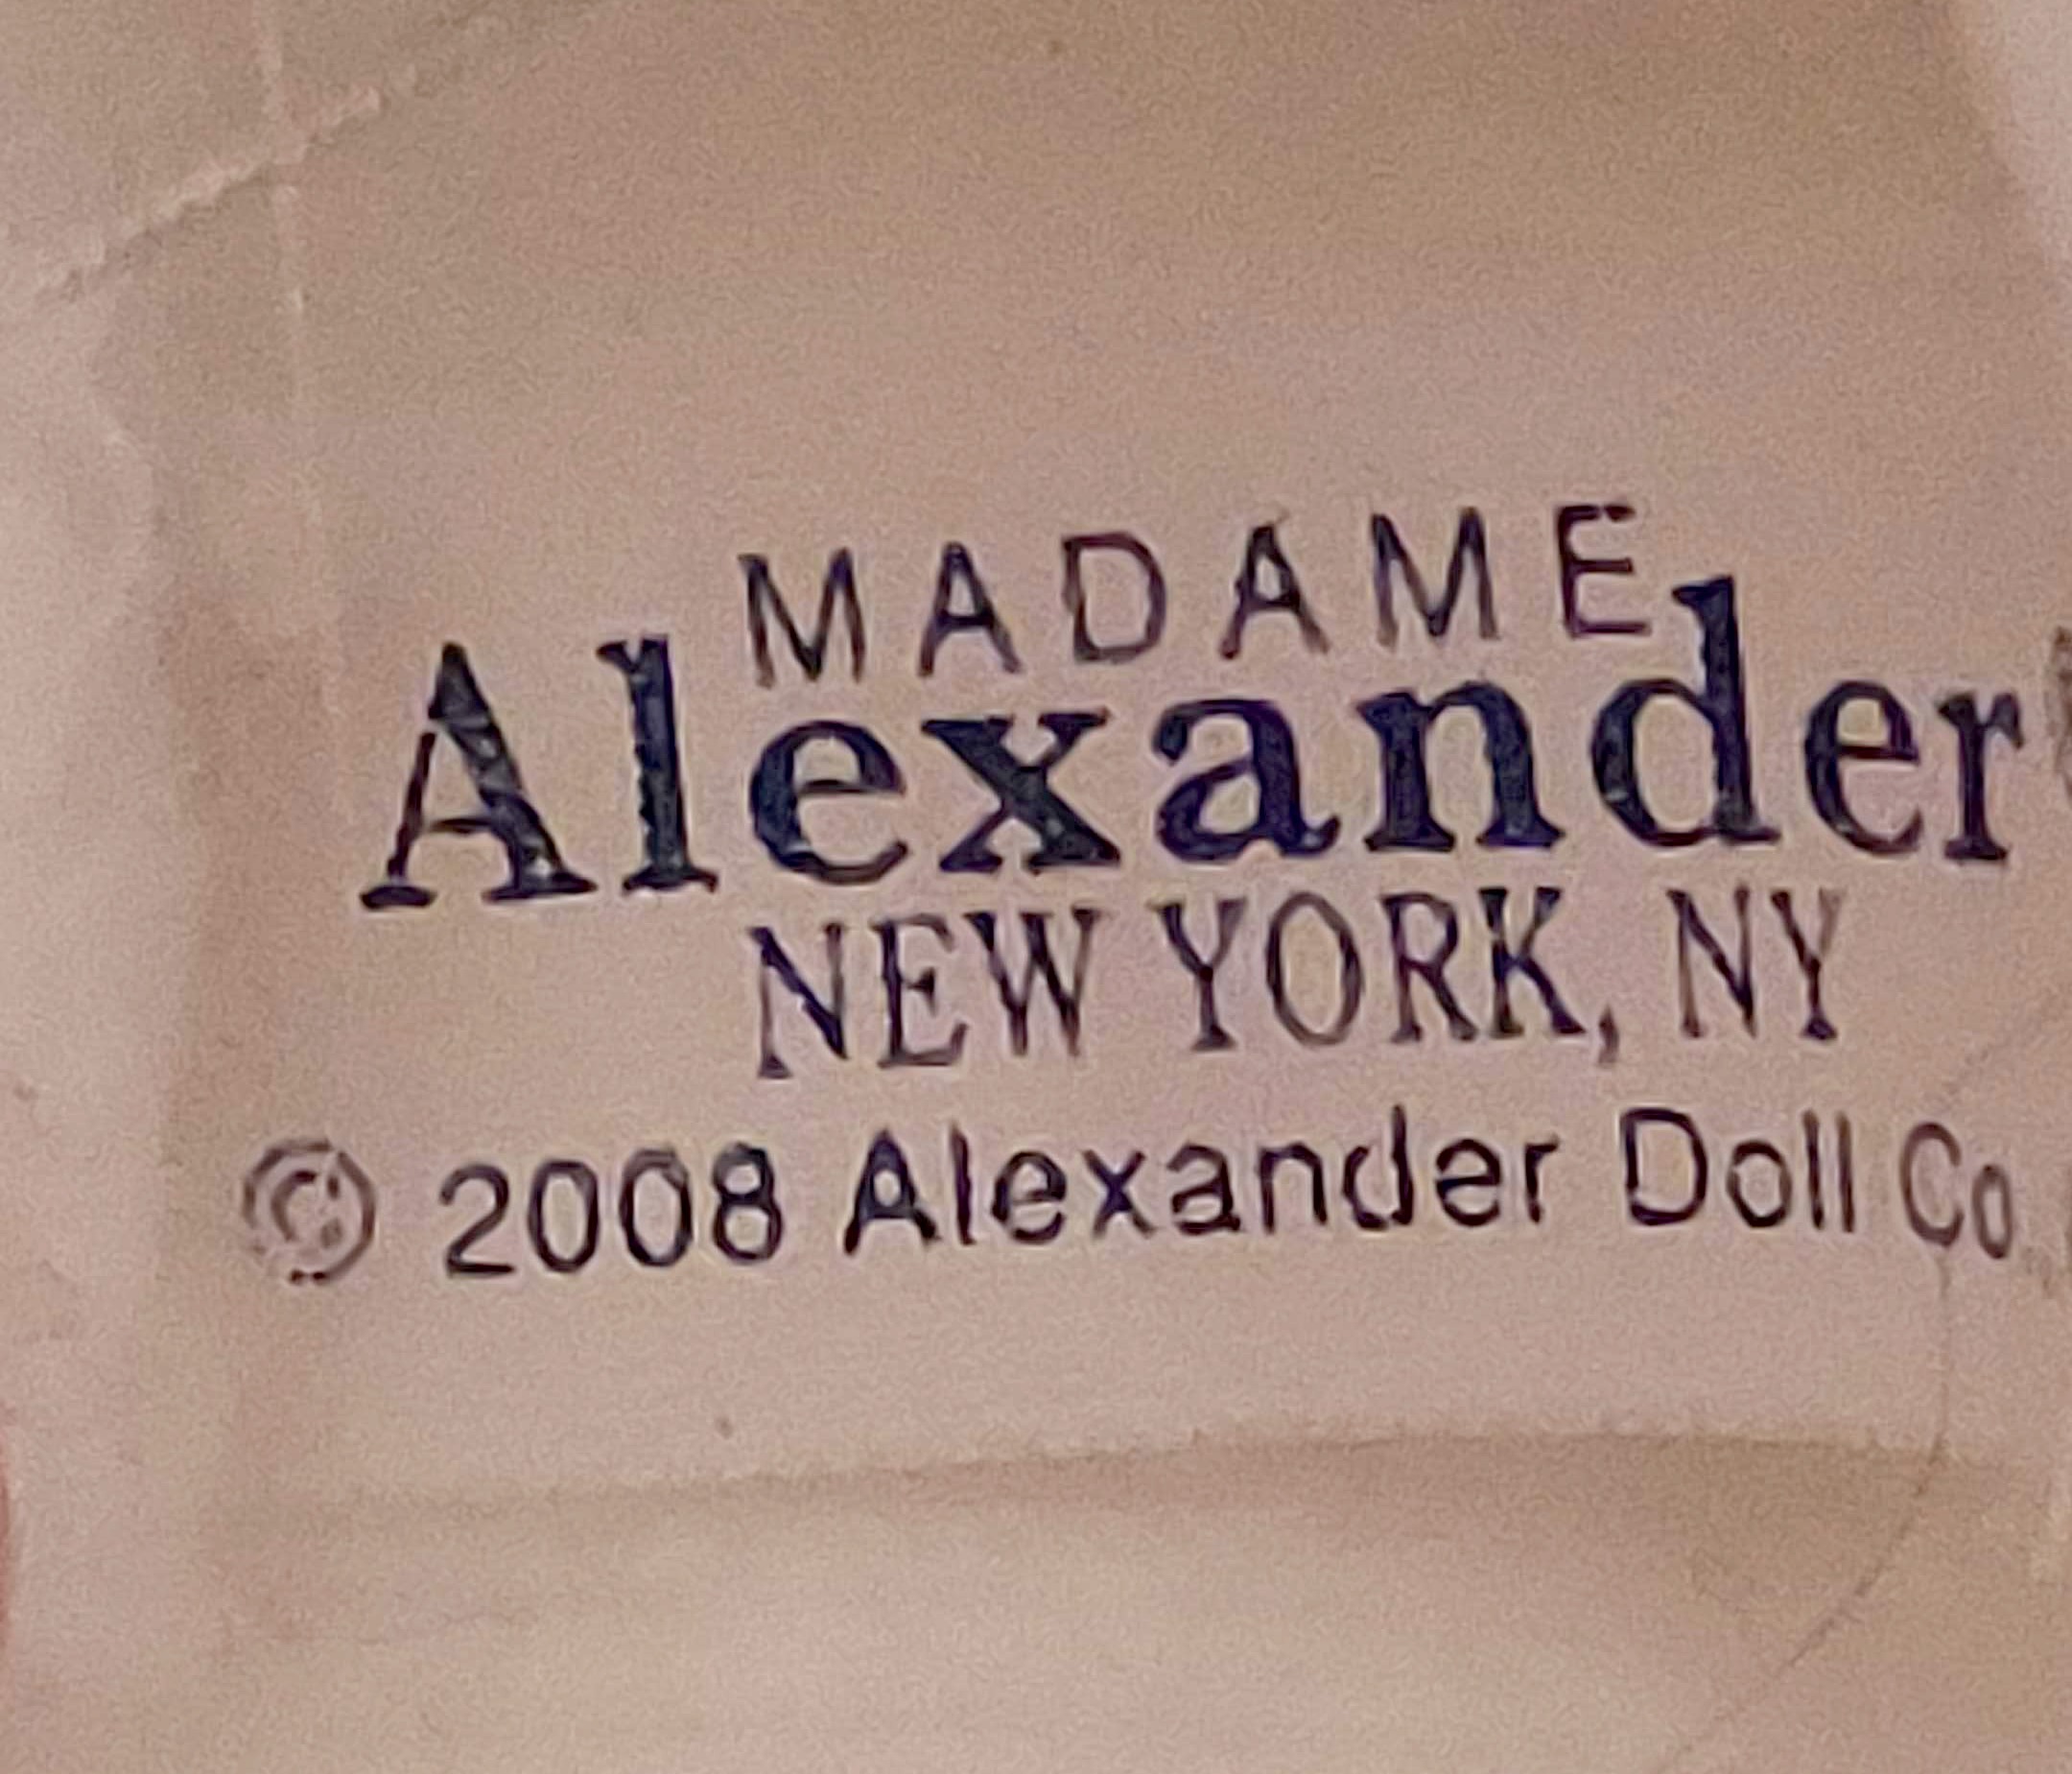 MADAME
Alexander
NEW YORK, NY
© 2008 Alexander Doll Co